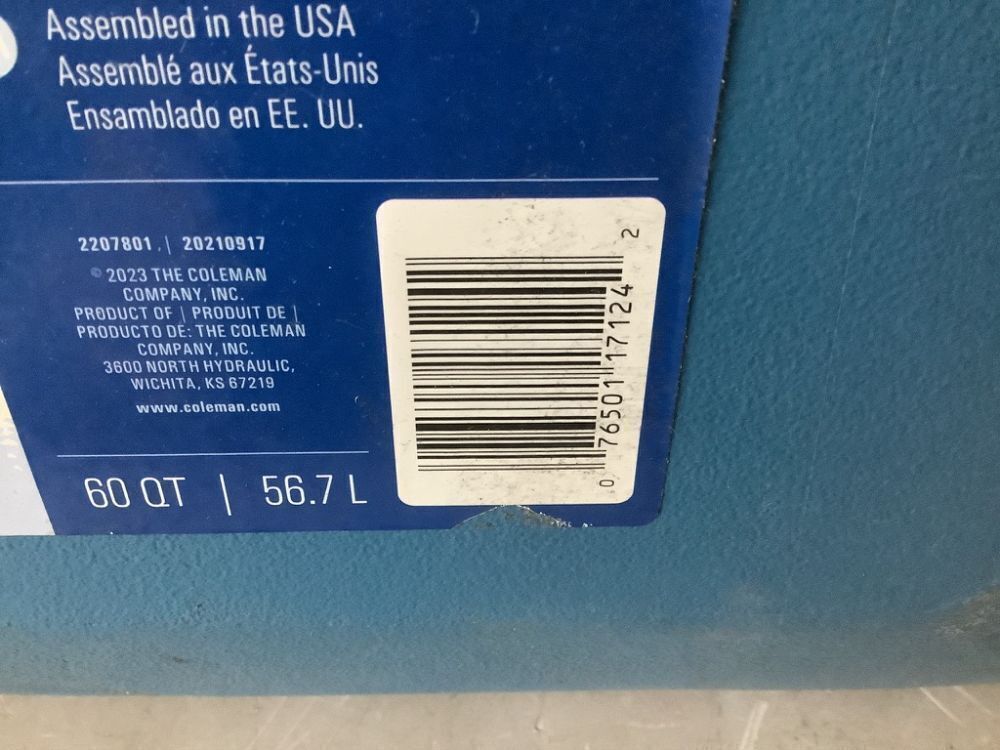 Assembled in the USA
Assemblé aux États-Unis
Ensamblado en EE. UU.
2207801 . | 20210917
© 2023 THE COLEMAN
COMPANY, INC.
PRODUCT OF | PRODUIT DE |
PRODUCTO DE: THE COLEMAN
COMPANY, INC.
3600 NORTH HYDRAULIC,
WICHITA, KS 67219
www.coleman.com
60 QT | 56.7 L
0 76501 17124 2